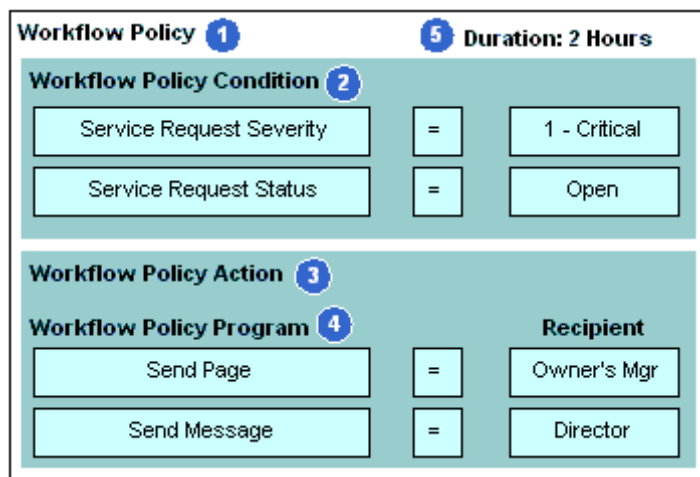 Workflow Policy 1 5 Duration: 2 Hours
Workflow Policy Condition 2
Service Request Severity = 1 - Critical
Service Request Status = Open
Workflow Policy Action 3
Workflow Policy Program 4 Recipient
Send Page = Owner's Mgr
Send Message = Director